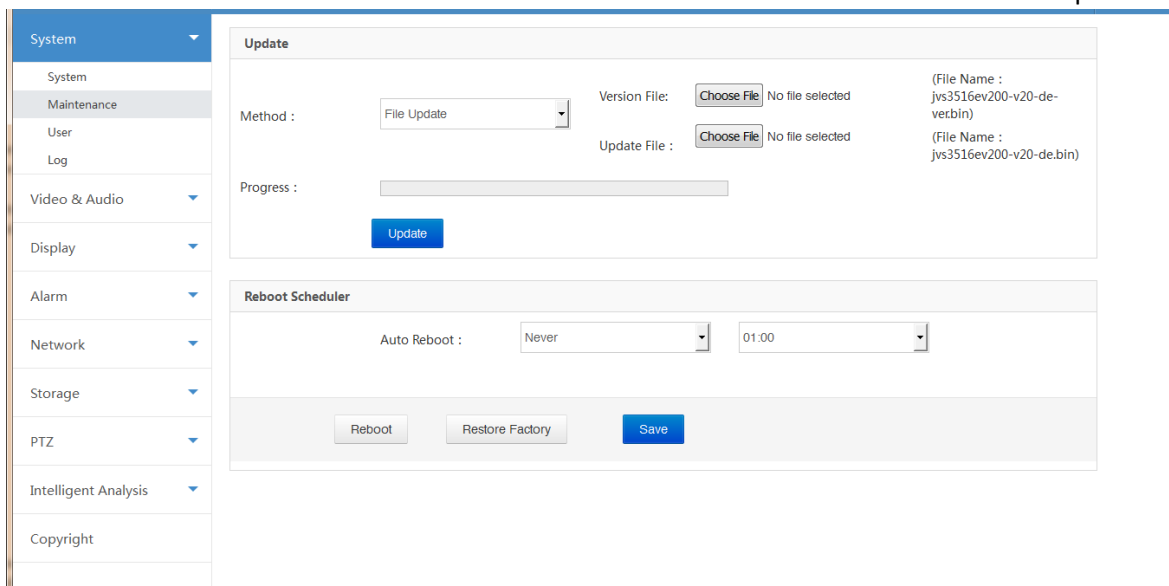 System
System
Maintenance
User
Log
Video & Audio
Display
Alarm
Network
Storage
PTZ
Intelligent Analysis
Copyright
Update
Method :
File Update
Version File:
Choose File No file selected
(File Name :
jvs3516ev200-v20-de-
ver.bin)
Update File :
Choose File No file selected
(File Name :
jvs3516ev200-v20-de.bin)
Progress :
Update
Reboot Scheduler
Auto Reboot :
Never
01:00
Reboot
Restore Factory
Save